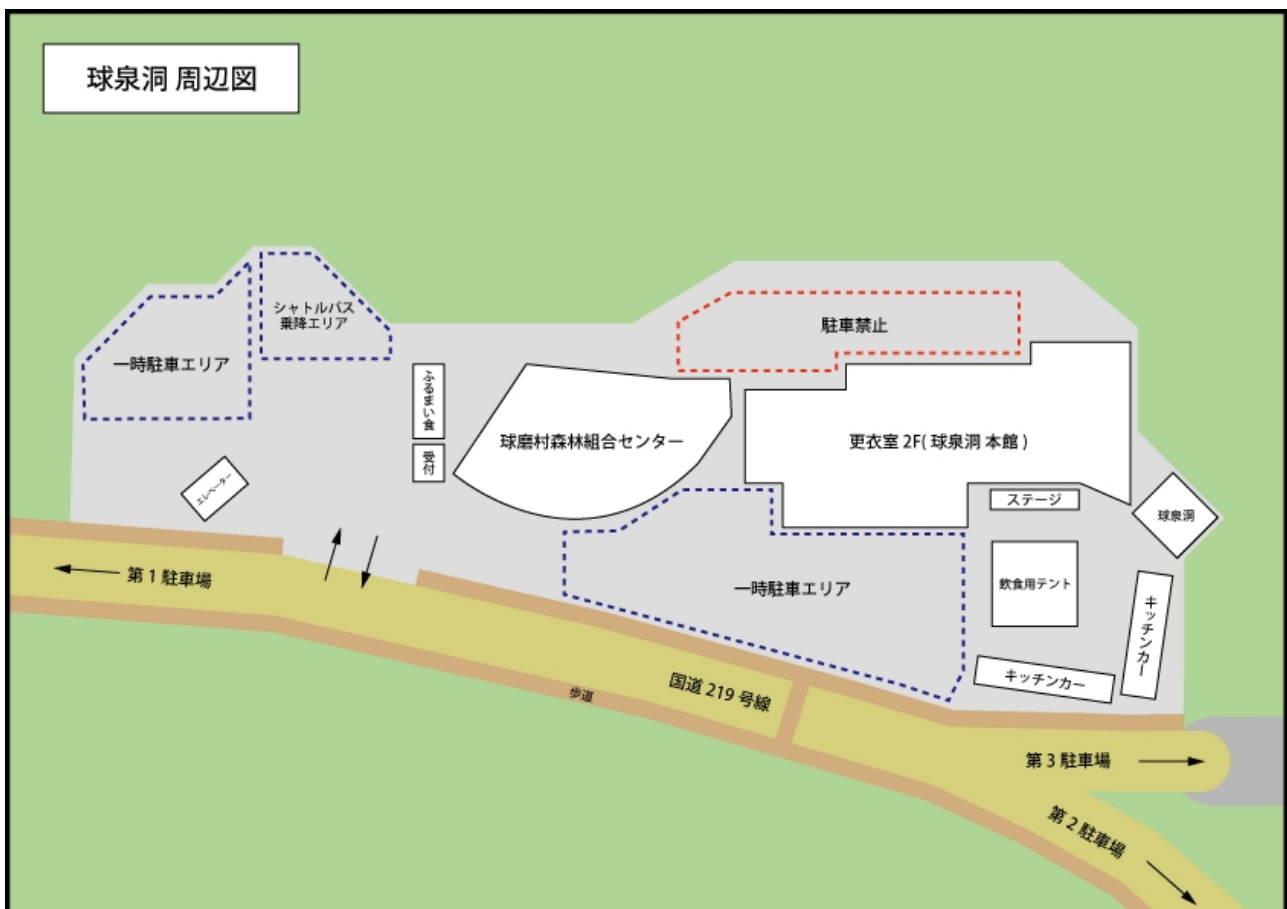 球泉洞 周辺図
シャトルバス
乗降エリア
一時駐車エリア
駐車禁止
ふるまい食
受付
球磨村森林組合センター
更衣室 2F( 球泉洞 本館 )
エレベーター
ステージ
球泉洞
第 1 駐車場
一時駐車エリア
飲食用テント
キッチンカー
キッチンカー
国道 219 号線
歩道
第 3 駐車場
第 2 駐車場